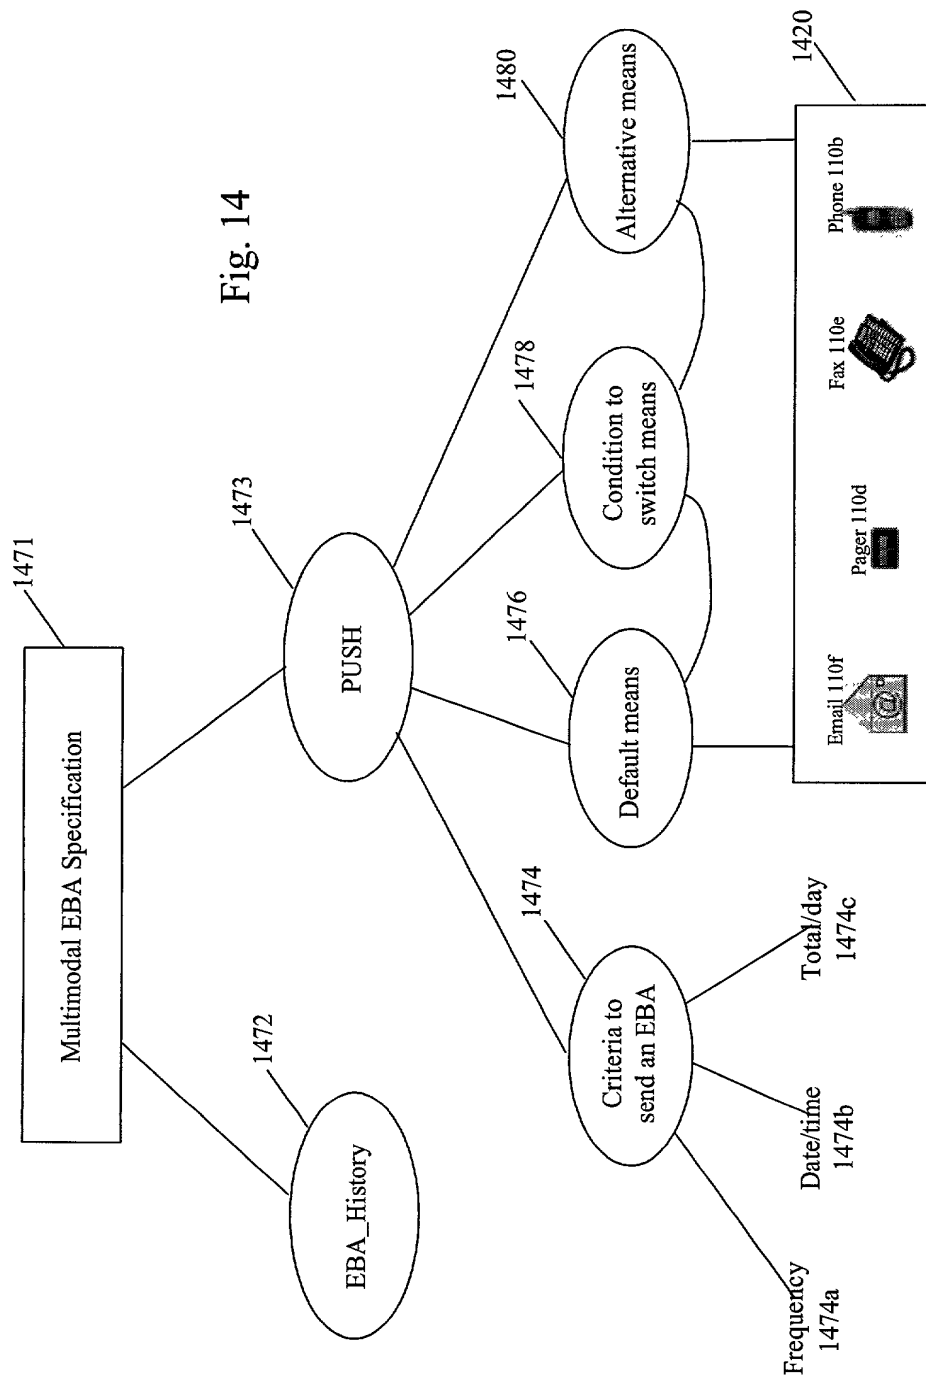 Fig. 14
Multimodal EBA Specification
1471
EBA_History
1472
PUSH
1473
Criteria to
send an EBA
1474
Default means
1476
Condition to
switch means
1478
Alternative means
1480
Frequency
1474a
Date/time
1474b
Total/day
1474c
Email 110f
@
Pager 110d
Fax 110e
Phone 110b
1420